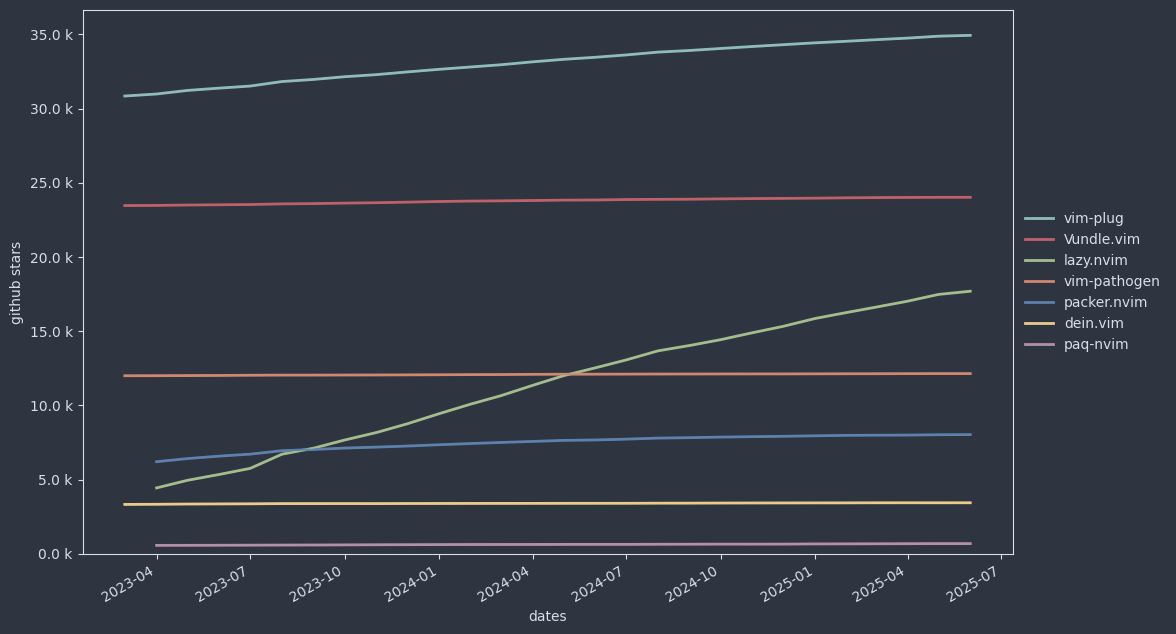 35.0 k
30.0 k
25.0 k
20.0 k
15.0 k
10.0 k
5.0 k
0.0 k
github stars
2023-04
2023-07
2023-10
2024-01
2024-04
2024-07
2024-10
2025-01
2025-04
2025-07
dates
vim-plug
Vundle.vim
lazy.nvim
vim-pathogen
packer.nvim
dein.vim
paq-nvim